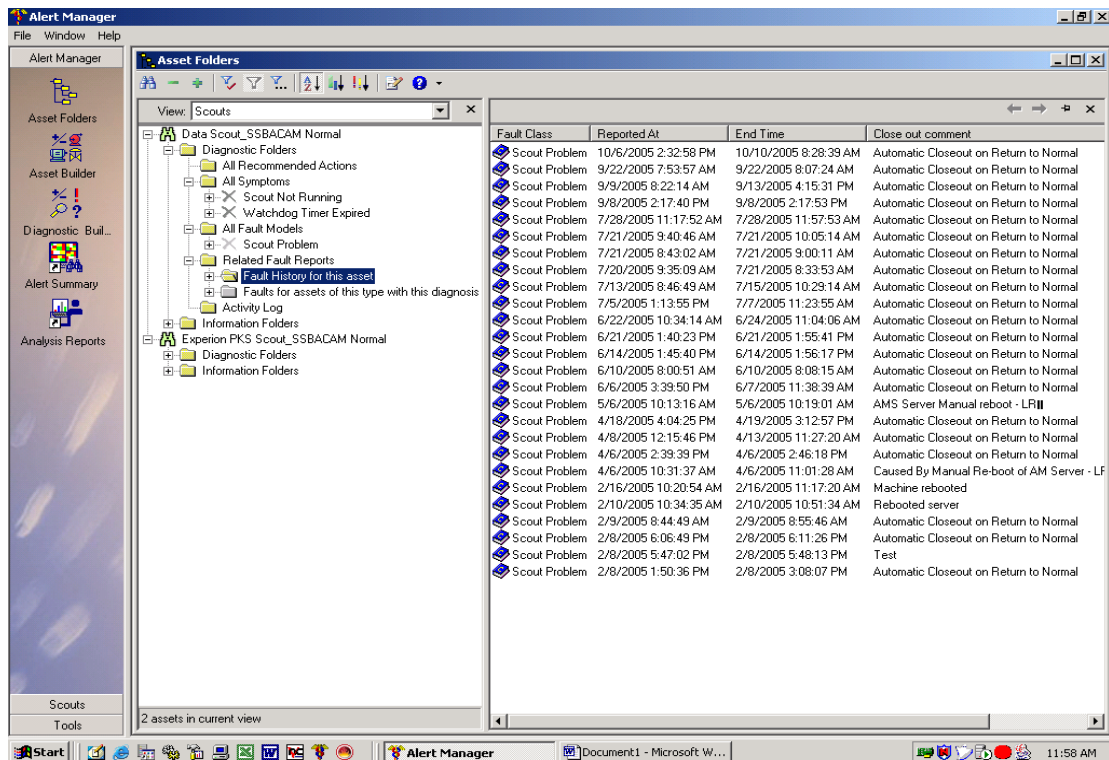 Alert Manager
File Window Help
Alert Manager
Asset Folders
Asset Builder
Diagnostic Buil...
Alert Summary
Analysis Reports
Scouts
Tools
Asset Folders
View: Scouts
Data Scout_SSBACAM Normal
Diagnostic Folders
All Recommended Actions
All Symptoms
Scout Not Running
Watchdog Timer Expired
All Fault Models
Scout Problem
Related Fault Reports
Fault History for this asset
Faults for assets of this type with this diagnosis
Activity Log
Information Folders
Experion PKS Scout_SSBACAM Normal
Diagnostic Folders
Information Folders
2 assets in current view
Fault Class Reported At End Time Close out comment
Scout Problem 10/6/2005 2:32:58 PM 10/10/2005 8:28:39 AM Automatic Closeout on Return to Normal
Scout Problem 9/22/2005 7:53:57 AM 9/22/2005 8:07:24 AM Automatic Closeout on Return to Normal
Scout Problem 9/9/2005 8:22:14 AM 9/13/2005 4:15:31 PM Automatic Closeout on Return to Normal
Scout Problem 9/8/2005 2:17:40 PM 9/8/2005 2:17:53 PM Automatic Closeout on Return to Normal
Scout Problem 7/28/2005 11:17:52 AM 7/28/2005 11:57:53 AM Automatic Closeout on Return to Normal
Scout Problem 7/21/2005 9:40:46 AM 7/21/2005 10:05:14 AM Automatic Closeout on Return to Normal
Scout Problem 7/21/2005 8:43:02 AM 7/21/2005 9:00:11 AM Automatic Closeout on Return to Normal
Scout Problem 7/20/2005 9:35:09 AM 7/21/2005 8:33:53 AM Automatic Closeout on Return to Normal
Scout Problem 7/13/2005 8:46:49 AM 7/15/2005 10:29:14 AM Automatic Closeout on Return to Normal
Scout Problem 7/5/2005 1:13:55 PM 7/7/2005 11:23:55 AM Automatic Closeout on Return to Normal
Scout Problem 6/22/2005 10:34:14 AM 6/24/2005 11:04:06 AM Automatic Closeout on Return to Normal
Scout Problem 6/21/2005 1:40:23 PM 6/21/2005 1:55:41 PM Automatic Closeout on Return to Normal
Scout Problem 6/14/2005 1:45:40 PM 6/14/2005 1:56:17 PM Automatic Closeout on Return to Normal
Scout Problem 6/10/2005 8:00:51 AM 6/10/2005 8:08:15 AM Automatic Closeout on Return to Normal
Scout Problem 6/6/2005 3:39:50 PM 6/7/2005 11:38:39 AM Automatic Closeout on Return to Normal
Scout Problem 5/6/2005 10:13:16 AM 5/6/2005 10:19:01 AM AMS Server Manual reboot - LR
Scout Problem 4/18/2005 4:04:25 PM 4/19/2005 3:12:57 PM Automatic Closeout on Return to Normal
Scout Problem 4/8/2005 12:15:46 PM 4/13/2005 11:27:20 AM Automatic Closeout on Return to Normal
Scout Problem 4/6/2005 2:39:39 PM 4/6/2005 2:46:18 PM Automatic Closeout on Return to Normal
Scout Problem 4/6/2005 10:31:37 AM 4/6/2005 11:01:28 AM Caused By Manual Re-boot of AM Server -
Scout Problem 2/16/2005 10:20:54 AM 2/16/2005 11:17:20 AM Machine rebooted
Scout Problem 2/10/2005 10:34:35 AM 2/10/2005 10:51:34 AM Rebooted server
Scout Problem 2/9/2005 8:44:49 AM 2/9/2005 8:55:46 AM Automatic Closeout on Return to Normal
Scout Problem 2/8/2005 6:06:49 PM 2/8/2005 6:11:26 PM Automatic Closeout on Return to Normal
Scout Problem 2/8/2005 5:47:02 PM 2/8/2005 5:48:13 PM Test
Scout Problem 2/8/2005 1:50:36 PM 2/8/2005 3:08:07 PM Automatic Closeout on Return to Normal
Start Alert Manager Document1 - Microsoft W... 11:58 AM